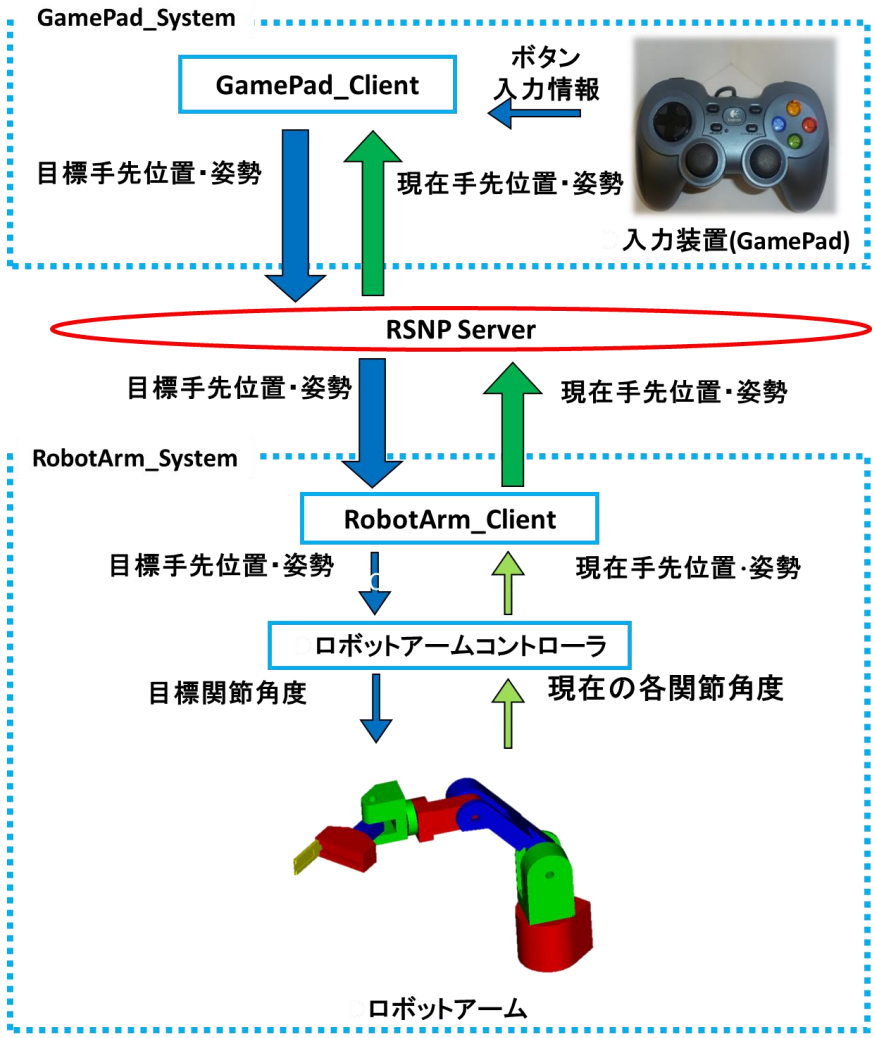 GamePad_System
GamePad_Client
ボタン
入力情報
目標手先位置・姿勢
現在手先位置・姿勢
入力装置(GamePad)
RSNP Server
目標手先位置・姿勢
現在手先位置・姿勢
RobotArm_System
RobotArm_Client
目標手先位置・姿勢
現在手先位置・姿勢
ロボットアームコントローラ
目標関節角度
現在の各関節角度
ロボットアーム